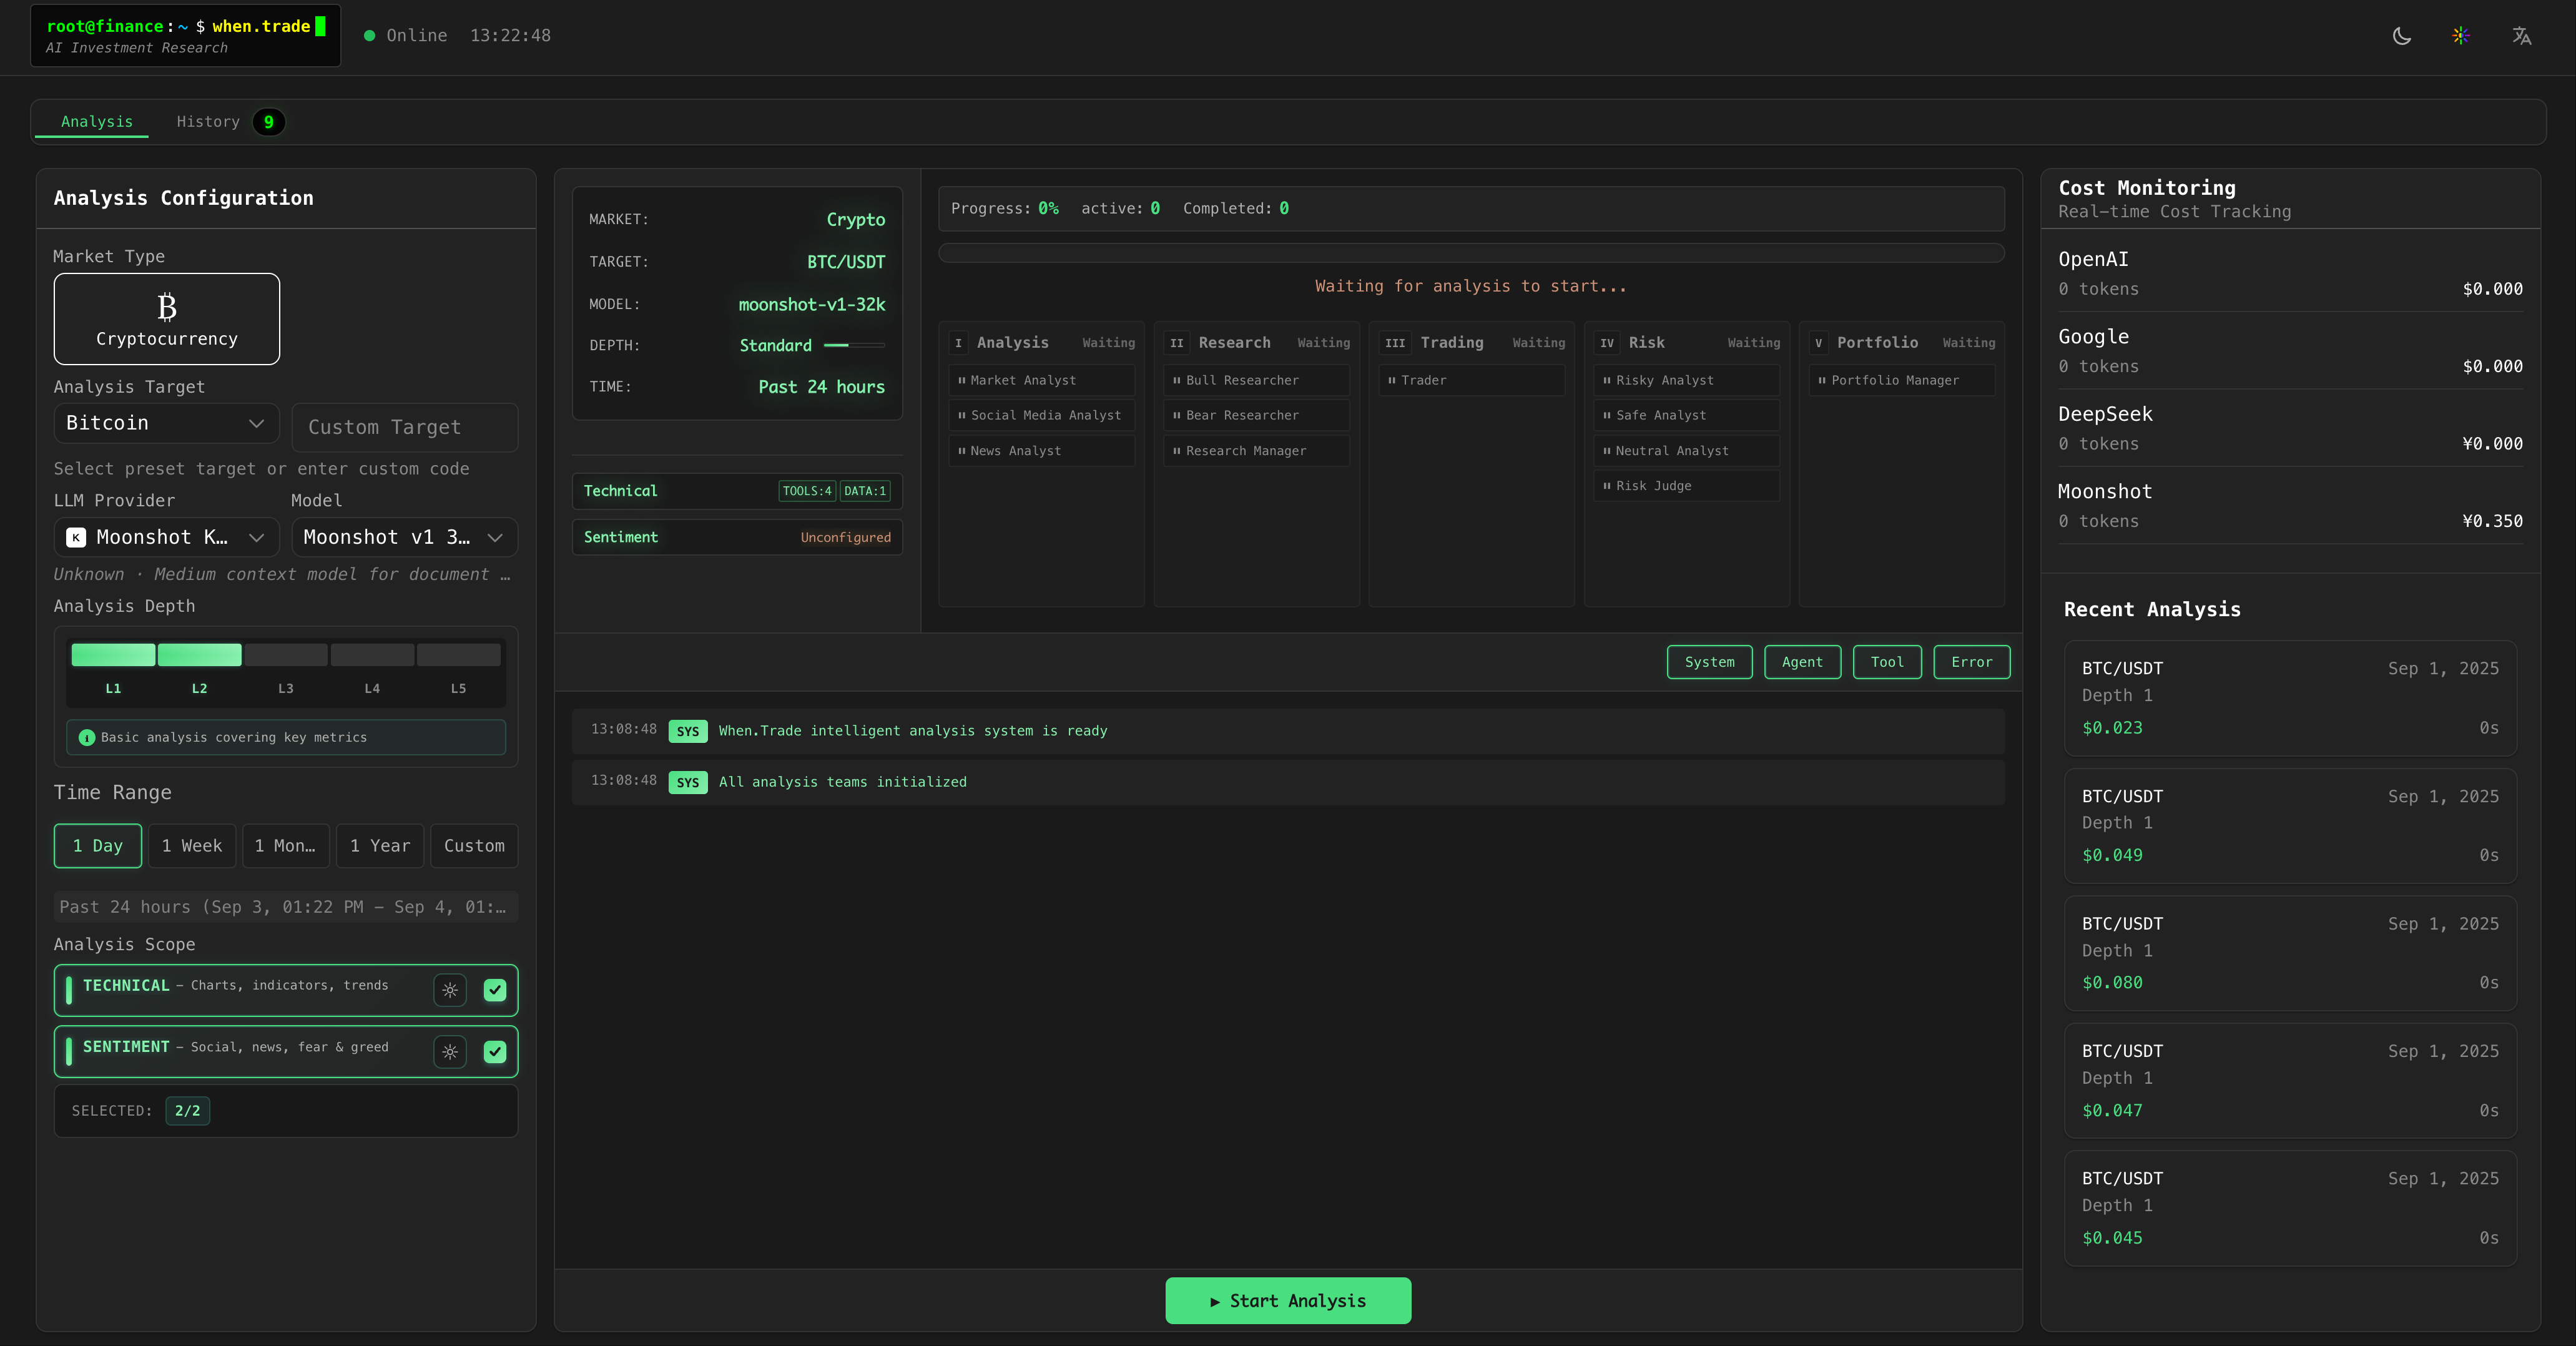 root@finance:~ $ when.trade
AI Investment Research
Online 13:22:48
Analysis History 9
Analysis Configuration
Market Type
₿
Cryptocurrency
Analysis Target
Bitcoin Custom Target
Select preset target or enter custom code
LLM Provider Model
K Moonshot K… Moonshot v1 3…
Unknown · Medium context model for document …
Analysis Depth
L1 L2 L3 L4 L5
i Basic analysis covering key metrics
Time Range
1 Day 1 Week 1 Mon… 1 Year Custom
Past 24 hours (Sep 3, 01:22 PM – Sep 4, 01:…
Analysis Scope
TECHNICAL – Charts, indicators, trends
SENTIMENT – Social, news, fear & greed
SELECTED: 2/2
MARKET: Crypto
TARGET: BTC/USDT
MODEL: moonshot-v1-32k
DEPTH: Standard
TIME: Past 24 hours
Technical TOOLS:4 DATA:1
Sentiment Unconfigured
Progress: 0% active: 0 Completed: 0
Waiting for analysis to start...
I Analysis Waiting
Market Analyst
Social Media Analyst
News Analyst
II Research Waiting
Bull Researcher
Bear Researcher
Research Manager
III Trading Waiting
Trader
IV Risk Waiting
Risky Analyst
Safe Analyst
Neutral Analyst
Risk Judge
V Portfolio Waiting
Portfolio Manager
System Agent Tool Error
13:08:48 SYS When.Trade intelligent analysis system is ready
13:08:48 SYS All analysis teams initialized
▶ Start Analysis
Cost Monitoring
Real-time Cost Tracking
OpenAI
0 tokens $0.000
Google
0 tokens $0.000
DeepSeek
0 tokens ¥0.000
Moonshot
0 tokens ¥0.350
Recent Analysis
BTC/USDT Sep 1, 2025
Depth 1
$0.023 0s
BTC/USDT Sep 1, 2025
Depth 1
$0.049 0s
BTC/USDT Sep 1, 2025
Depth 1
$0.080 0s
BTC/USDT Sep 1, 2025
Depth 1
$0.047 0s
BTC/USDT Sep 1, 2025
Depth 1
$0.045 0s